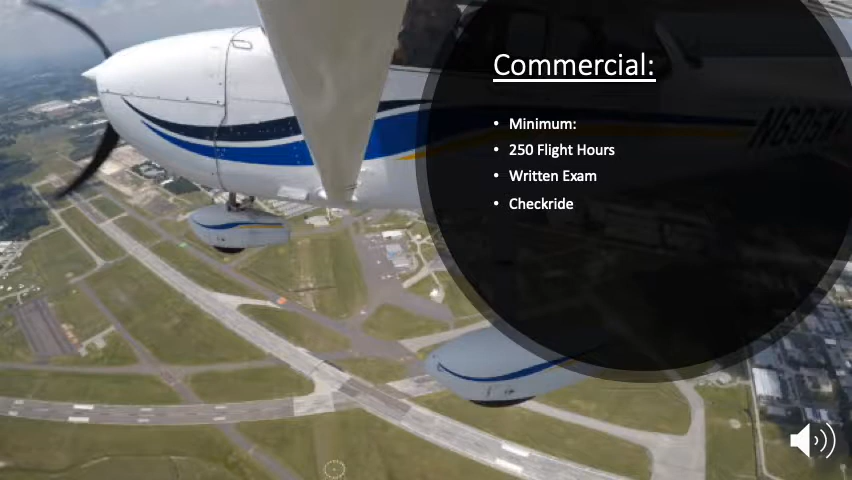 Commercial:
• Minimum:
• 250 Flight Hours
• Written Exam
• Checkride